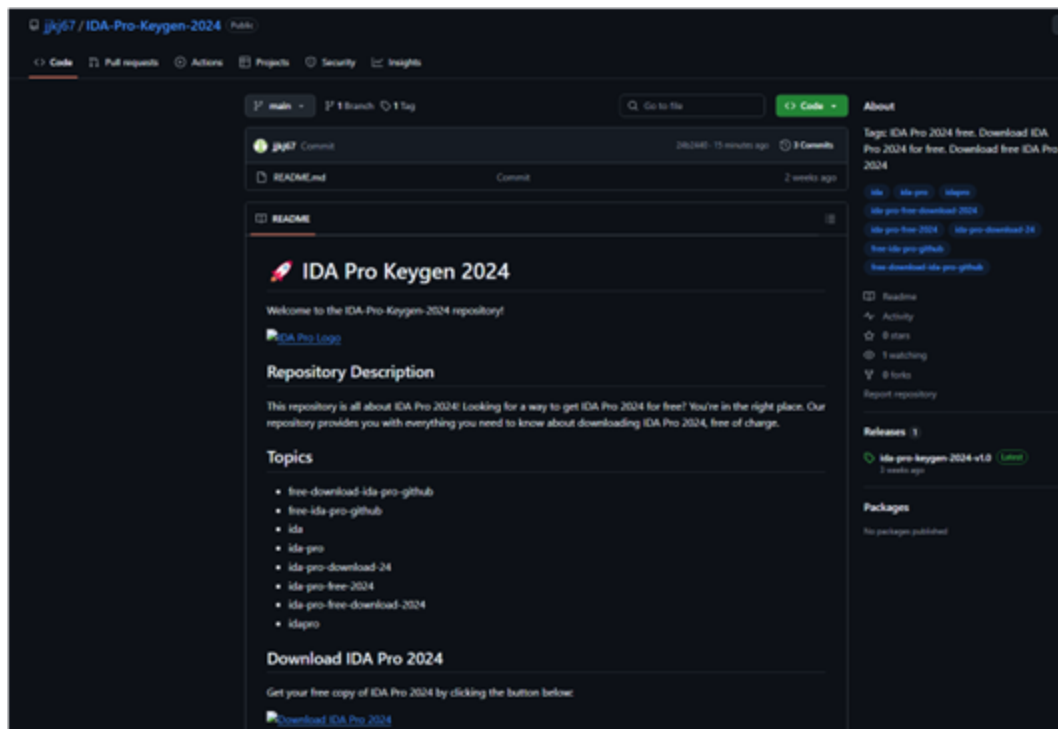 jjkj67 / IDA-Pro-Keygen-2024 Public
Code Pull requests Actions Projects Security Insights
main 1 Branch 1 Tag Go to file Code
jjkj67 Commit 15 minutes ago 3 Commits
README.md Commit 2 weeks ago
README
🚀 IDA Pro Keygen 2024
Welcome to the IDA-Pro-Keygen-2024 repository!
IDA Pro Logo
Repository Description
This repository is all about IDA Pro 2024! Looking for a way to get IDA Pro 2024 for free? You're in the right place. Our
repository provides you with everything you need to know about downloading IDA Pro 2024, free of charge.
Topics
• free-download-ida-pro-github
• free-ida-pro-github
• ida
• ida-pro
• ida-pro-download-24
• ida-pro-free-2024
• ida-pro-free-download-2024
• idapro
Download IDA Pro 2024
Get your free copy of IDA Pro 2024 by clicking the button below:
Download IDA Pro 2024
About
Tags: IDA Pro 2024 free. Download IDA
Pro 2024 for free. Download free IDA Pro
2024
ida ida-pro idapro
ida-pro-free-download-2024
ida-pro-free-2024 ida-pro-download-24
free-ida-pro-github
free-download-ida-pro-github
Readme
Activity
0 stars
1 watching
0 forks
Report repository
Releases 1
ida-pro-keygen-2024-v1.0 Latest
3 weeks ago
Packages
No packages published